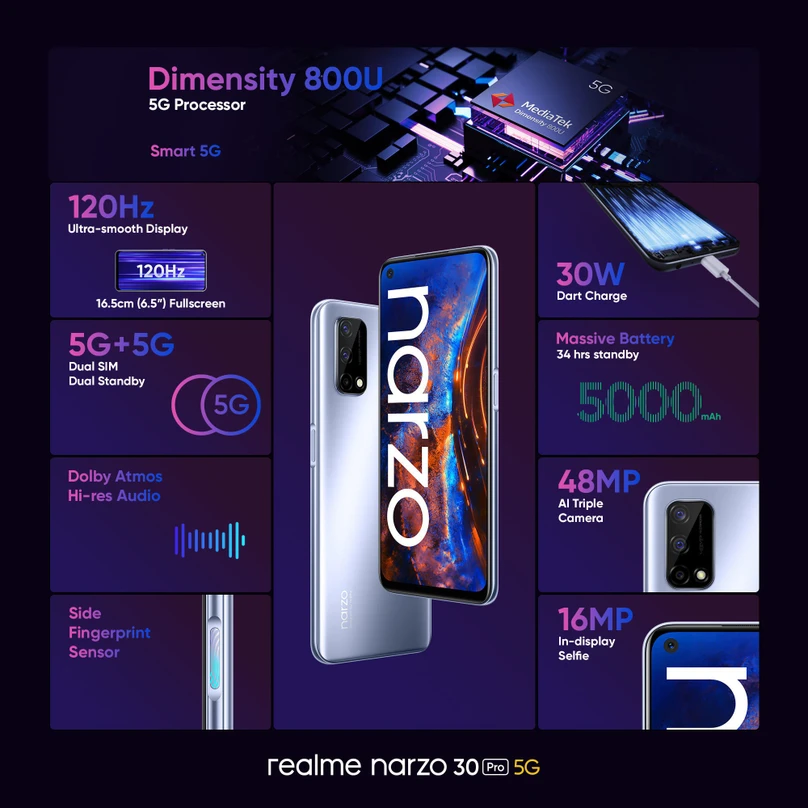 Dimensity 800U
5G Processor
Smart 5G
5G
MediaTek
Dimensity 800U
120Hz
Ultra-smooth Display
120Hz
16.5cm (6.5”) Fullscreen
30W
Dart Charge
5G+5G
Dual SIM
Dual Standby
5G
Massive Battery
34 hrs standby
5000mAh
narzo
narzo
Dolby Atmos
Hi-res Audio
48MP
AI Triple
Camera
Side
Fingerprint
Sensor
16MP
In-display
Selfie
n
realme narzo 30 Pro 5G